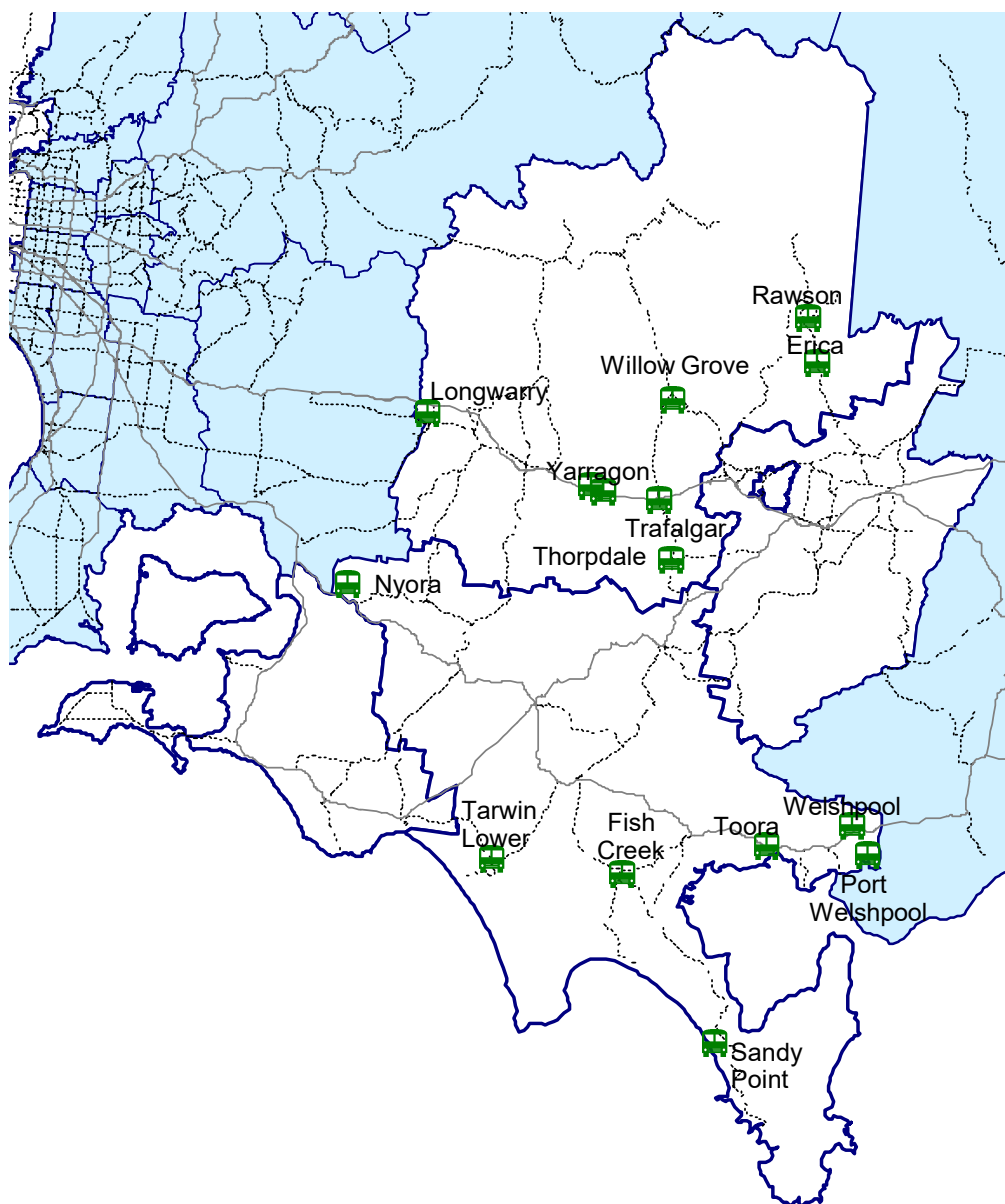 Rawson
Erica
Willow Grove
Longwarry
Yarragon
Trafalgar
Thorpdale
Nyora
Tarwin
Lower
Fish
Creek
Toora
Welshpool
Port
Welshpool
Sandy
Point